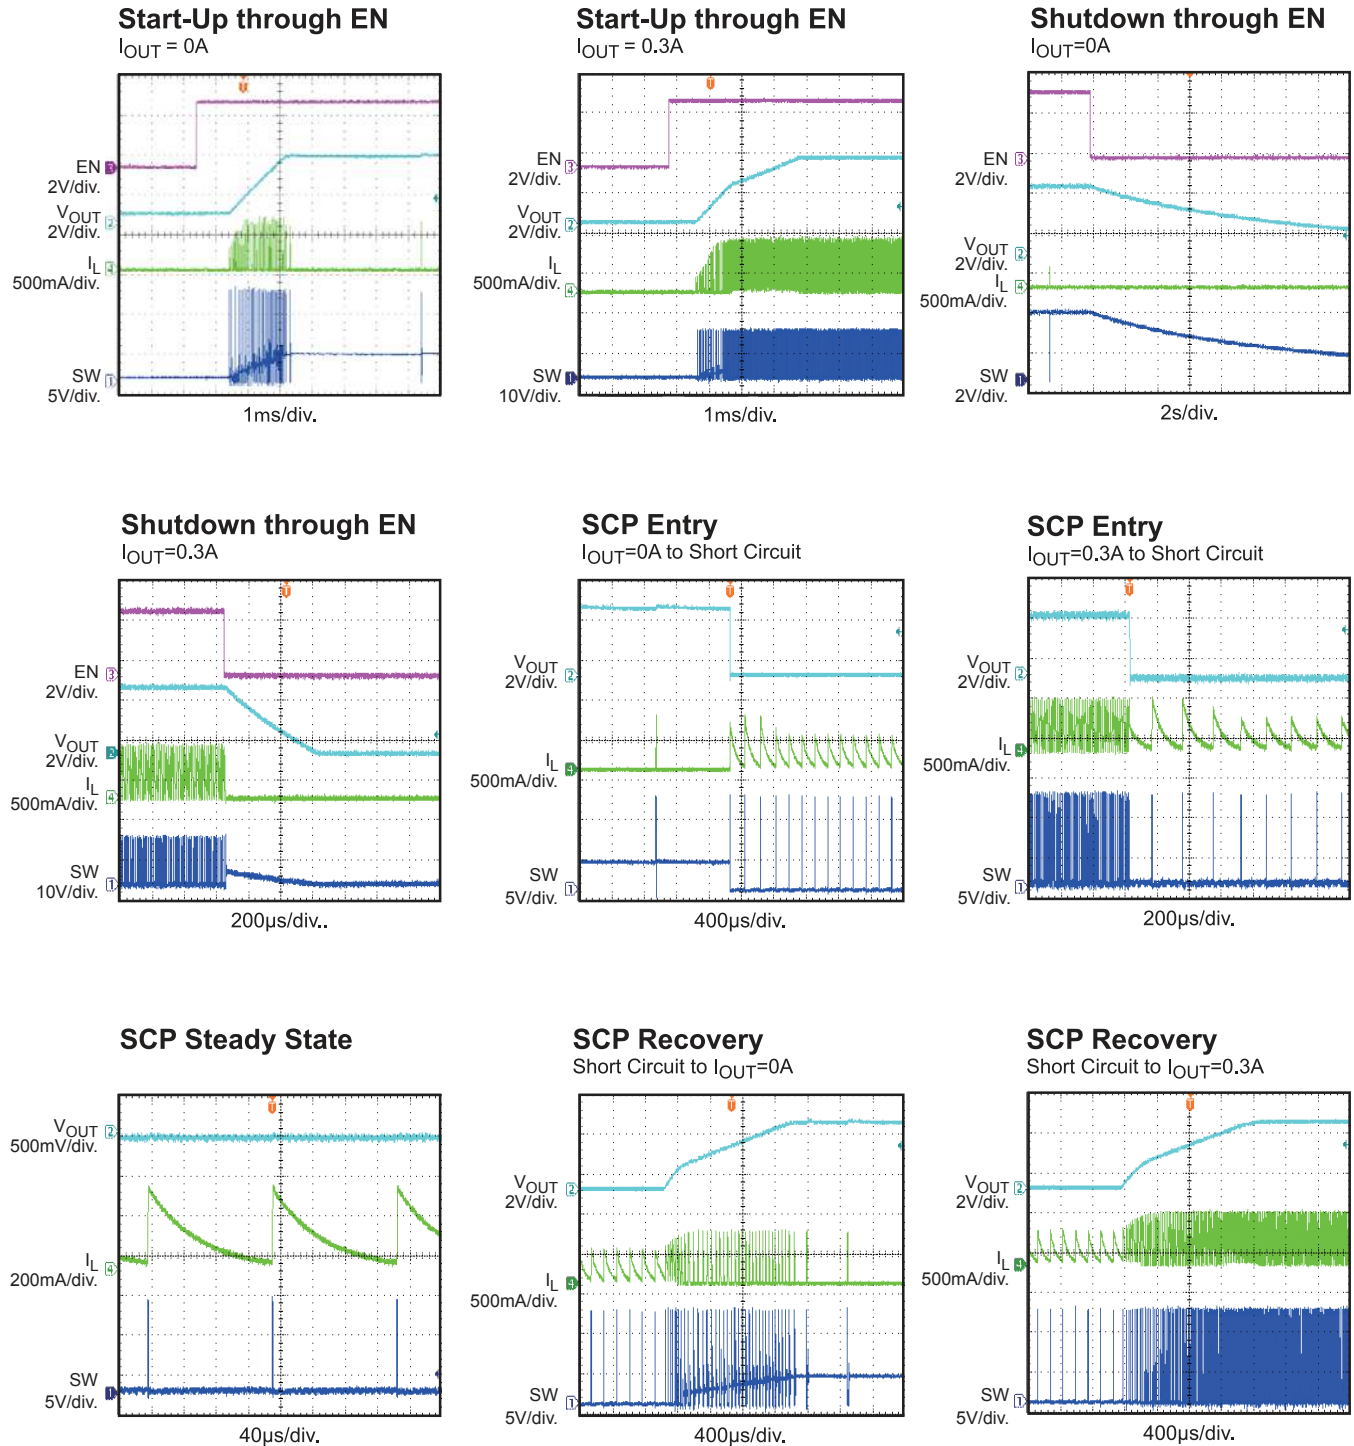 Start-Up through EN
IOUT = 0A
EN
2V/div.
VOUT
2V/div.
IL
500mA/div.
SW
5V/div.
1ms/div.
Start-Up through EN
IOUT = 0.3A
EN
2V/div.
VOUT
2V/div.
IL
500mA/div.
SW
10V/div.
1ms/div.
Shutdown through EN
IOUT=0A
EN
2V/div.
VOUT
2V/div.
IL
500mA/div.
SW
2V/div.
2s/div.
Shutdown through EN
IOUT=0.3A
EN
2V/div.
VOUT
2V/div.
IL
500mA/div.
SW
10V/div.
200µs/div..
SCP Entry
IOUT=0A to Short Circuit
VOUT
2V/div.
IL
500mA/div.
SW
5V/div.
400µs/div.
SCP Entry
IOUT=0.3A to Short Circuit
VOUT
2V/div.
IL
500mA/div.
SW
5V/div.
200µs/div.
SCP Steady State
VOUT
500mV/div.
IL
200mA/div.
SW
5V/div.
40µs/div.
SCP Recovery
Short Circuit to IOUT=0A
VOUT
2V/div.
IL
500mA/div.
SW
5V/div.
400µs/div.
SCP Recovery
Short Circuit to IOUT=0.3A
VOUT
2V/div.
IL
500mA/div.
SW
5V/div.
400µs/div.